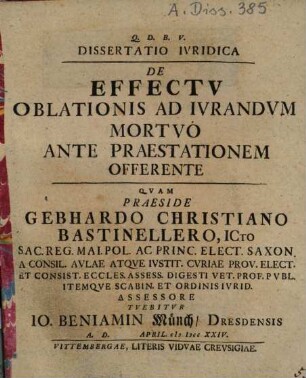 A. Diss. 385
Q. D. B. V.
DISSERTATIO IVRIDICA
DE
EFFECTV
OBLATIONIS AD IVRANDVM
MORTVO
ANTE PRAESTATIONEM
OFFERENTE
QVAM
PRAESIDE
GEBHARDO CHRISTIANO
BASTINELLERO, ICTO
SAC. REG. MAI. POL. AC PRINC. ELECT. SAXON.
A CONSIL. AVLAE ATQVE IVSTIT. CVRIAE PROV. ELECT.
ET CONSIST. ECCLES. ASSESS. DIGESTI VET. PROF. PVBL.
ITEMQVE SCABIN. ET ORDINIS IVRID.
ASSESSORE
TVEBITVR
IO. BENIAMIN Münch/ DRESDENSIS
A. D. APRIL. cIɔ Iɔcc XXIV.
VITTEMBERGAE, LITERIS VIDVAE CREVSIGIAE.